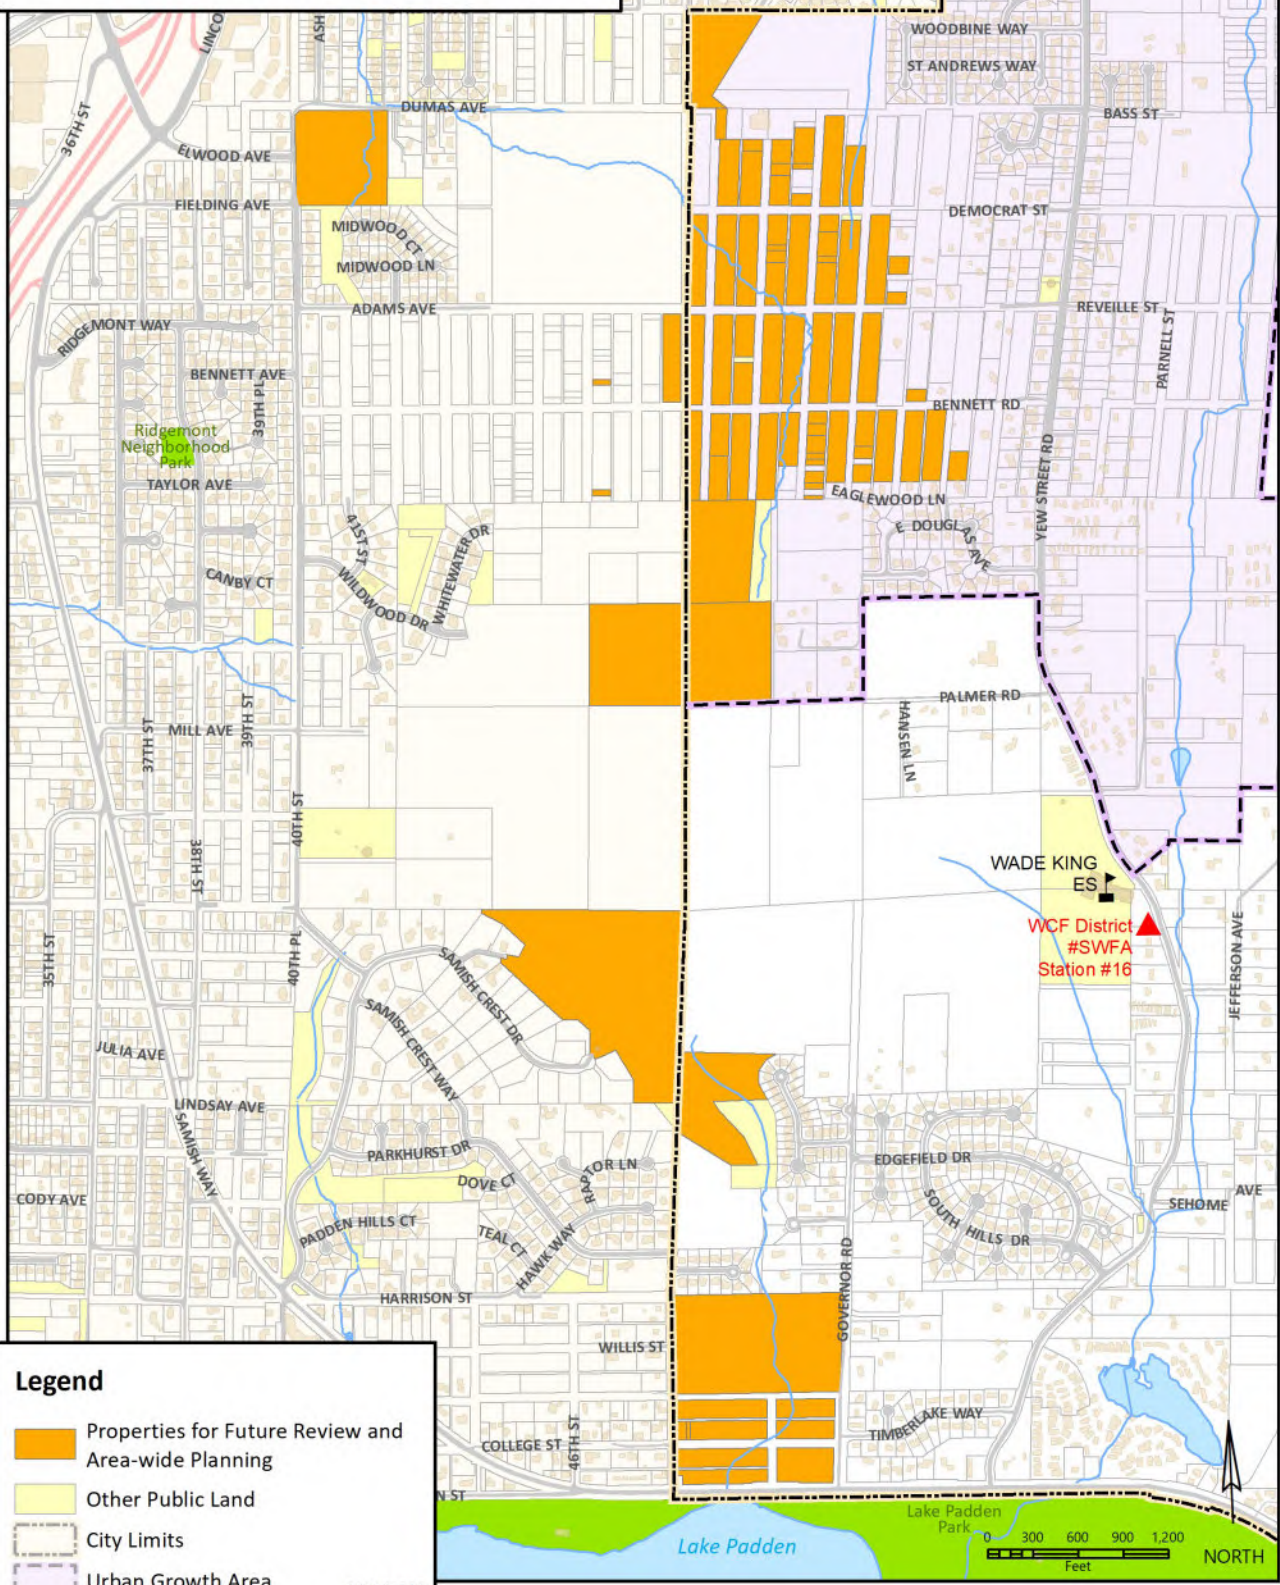 WOODBINE WAY
ST ANDREWS WAY
36TH ST
DUMAS AVE
BASS ST
ELWOOD AVE
FIELDING AVE
DEMOCRAT ST
MIDWOOD CT
MIDWOOD LN
ADAMS AVE
REVEILLE ST
RIDGEMONT WAY
PARNELL ST
BENNETT AVE
39TH PL
BENNETT RD
Ridgemont
Neighborhood
Park
TAYLOR AVE
YEW STREET RD
EAGLEWOOD LN
E DOUGLAS AVE
41ST ST
WHITEWATER DR
CANBY CT
WILDWOOD DR
PALMER RD
HANSEN LN
37TH ST
39TH ST
MILL AVE
40TH ST
38TH ST
WADE KING
ES
WCF District
#SWFA
Station #16
JEFFERSON AVE
35TH ST
40TH PL
SAMISH CREST DR
SAMISH CREST WAY
JULIA AVE
LINDSAY AVE
SAMISH WAY
PARKHURST DR
EDGEFIELD DR
RAPTOR LN
DOVE CT
CODY AVE
SEHOME AVE
SOUTH HILLS DR
PADDEN HILLS CT
TEAL CT
HAWK WAY
GOVERNOR RD
HARRISON ST
WILLIS ST
COLLEGE ST
46TH ST
TIMBERLAKE WAY
N ST
Lake Padden
Park
Lake Padden
0 300 600 900 1,200
Feet
NORTH
Legend
Properties for Future Review and
Area-wide Planning
Other Public Land
City Limits
Urban Growth Area